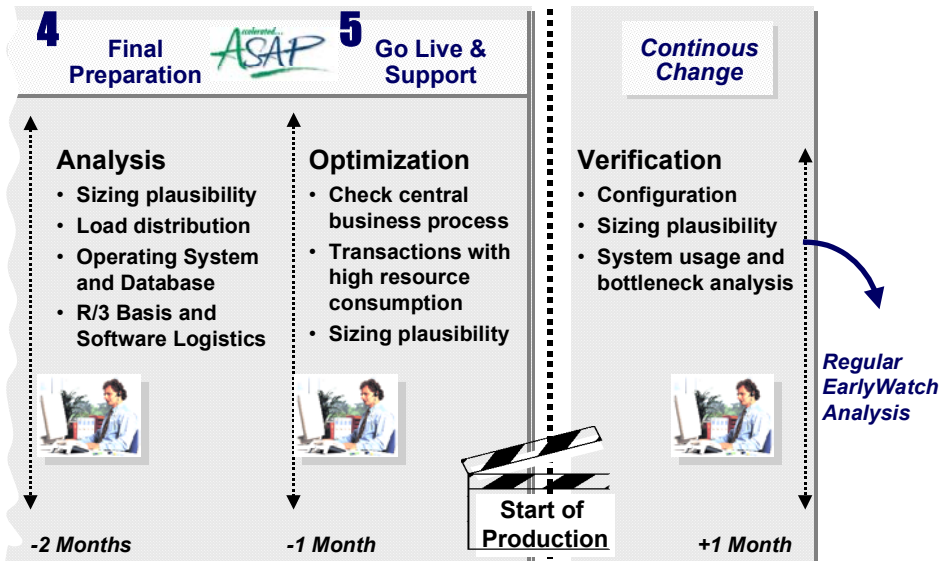 4
Final
Preparation
Accelerated...
ASAP
5
Go Live &
Support
Continous
Change
Analysis
• Sizing plausibility
• Load distribution
• Operating System
and Database
• R/3 Basis and
Software Logistics
-2 Months
Optimization
• Check central
business process
• Transactions with
high resource
consumption
• Sizing plausibility
-1 Month
Start of
Production
Verification
• Configuration
• Sizing plausibility
• System usage and
bottleneck analysis
+1 Month
Regular
EarlyWatch
Analysis